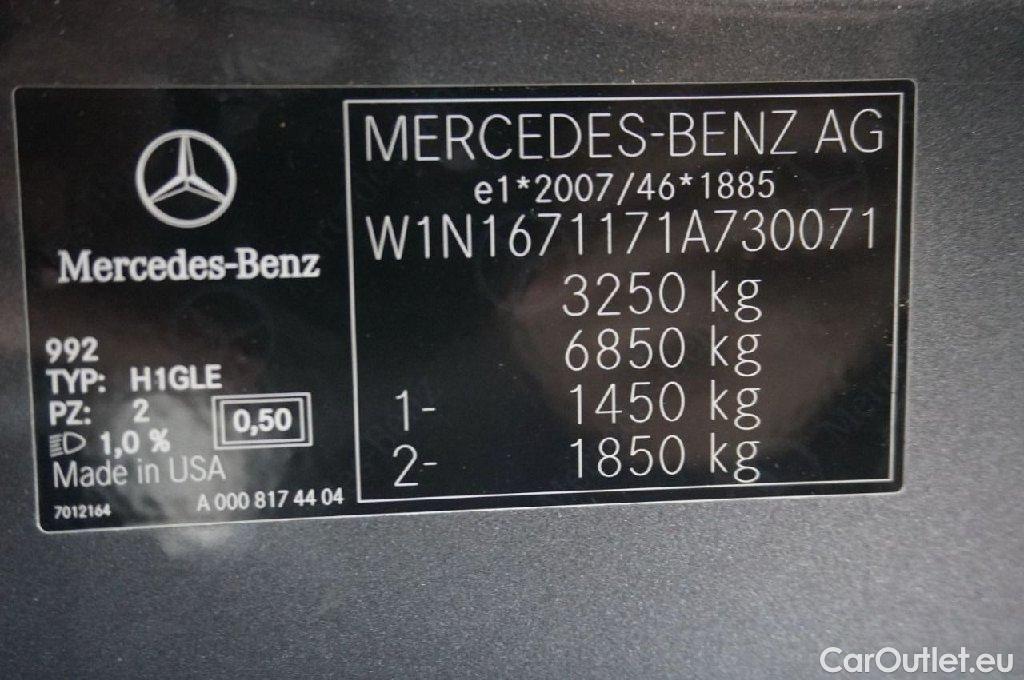 Mercedes-Benz
992
TYP: H1GLE
PZ: 2
1,0 %
0,50
Made in USA
7012164
A 000 817 44 04
MERCEDES-BENZ AG
e1*2007/46*1885
W1N1671171A730071
3250 kg
6850 kg
1- 1450 kg
2- 1850 kg
CarOutlet.eu